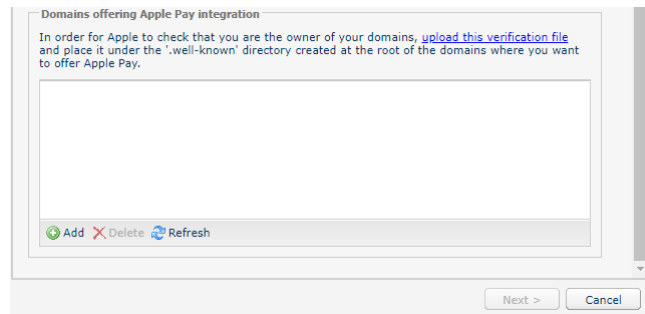 Domains offering Apple Pay integration
In order for Apple to check that you are the owner of your domains, upload this verification file
and place it under the '.well-known' directory created at the root of the domains where you want
to offer Apple Pay.
Add Delete Refresh
Next > Cancel